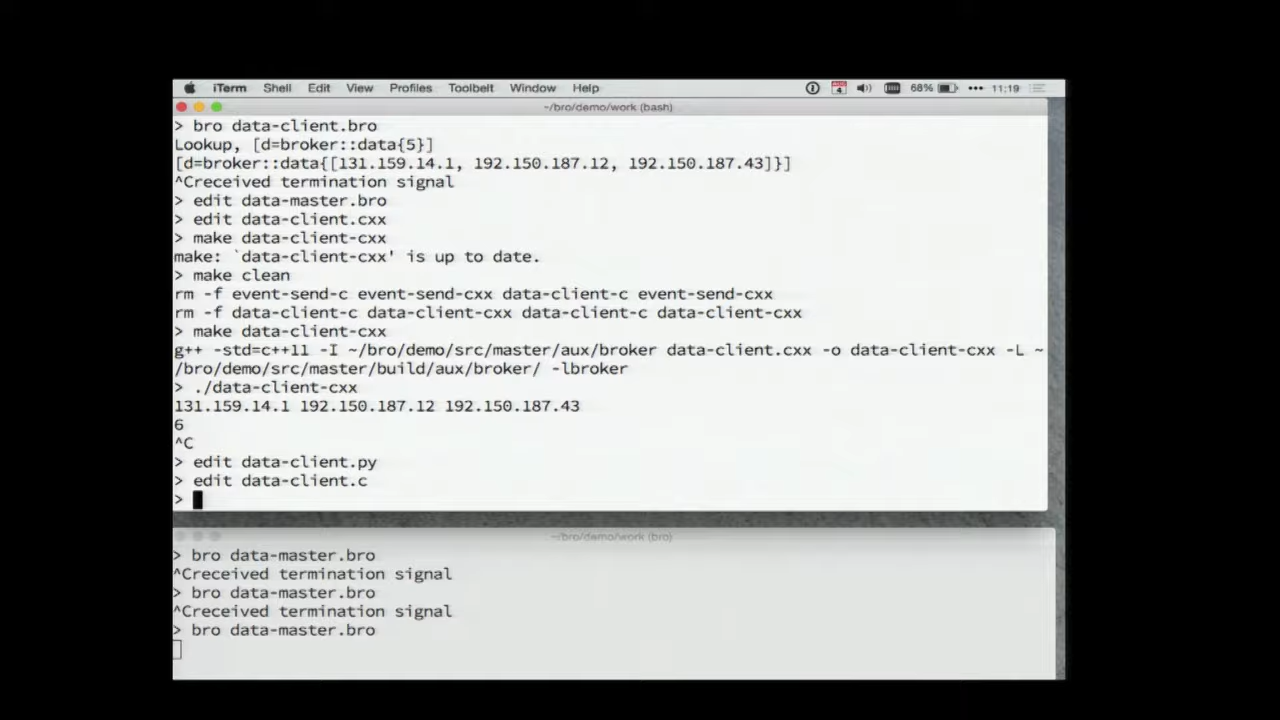 iTerm Shell Edit View Profiles Toolbelt Window Help 68% 11:19
~/bro/demo/work (bash)
> bro data-client.bro
Lookup, [d=broker::data{5}]
[d=broker::data{[131.159.14.1, 192.150.187.12, 192.150.187.43]}]
^Creceived termination signal
> edit data-master.bro
> edit data-client.cxx
> make data-client-cxx
make: `data-client-cxx' is up to date.
> make clean
rm -f event-send-c event-send-cxx data-client-c event-send-cxx
rm -f data-client-c data-client-cxx data-client-c data-client-cxx
> make data-client-cxx
g++ -std=c++11 -I ~/bro/demo/src/master/aux/broker data-client.cxx -o data-client-cxx -L ~
/bro/demo/src/master/build/aux/broker/ -lbroker
> ./data-client-cxx
131.159.14.1 192.150.187.12 192.150.187.43
6
^C
> edit data-client.py
> edit data-client.c
>
~/bro/demo/work (bro)
> bro data-master.bro
^Creceived termination signal
> bro data-master.bro
^Creceived termination signal
> bro data-master.bro